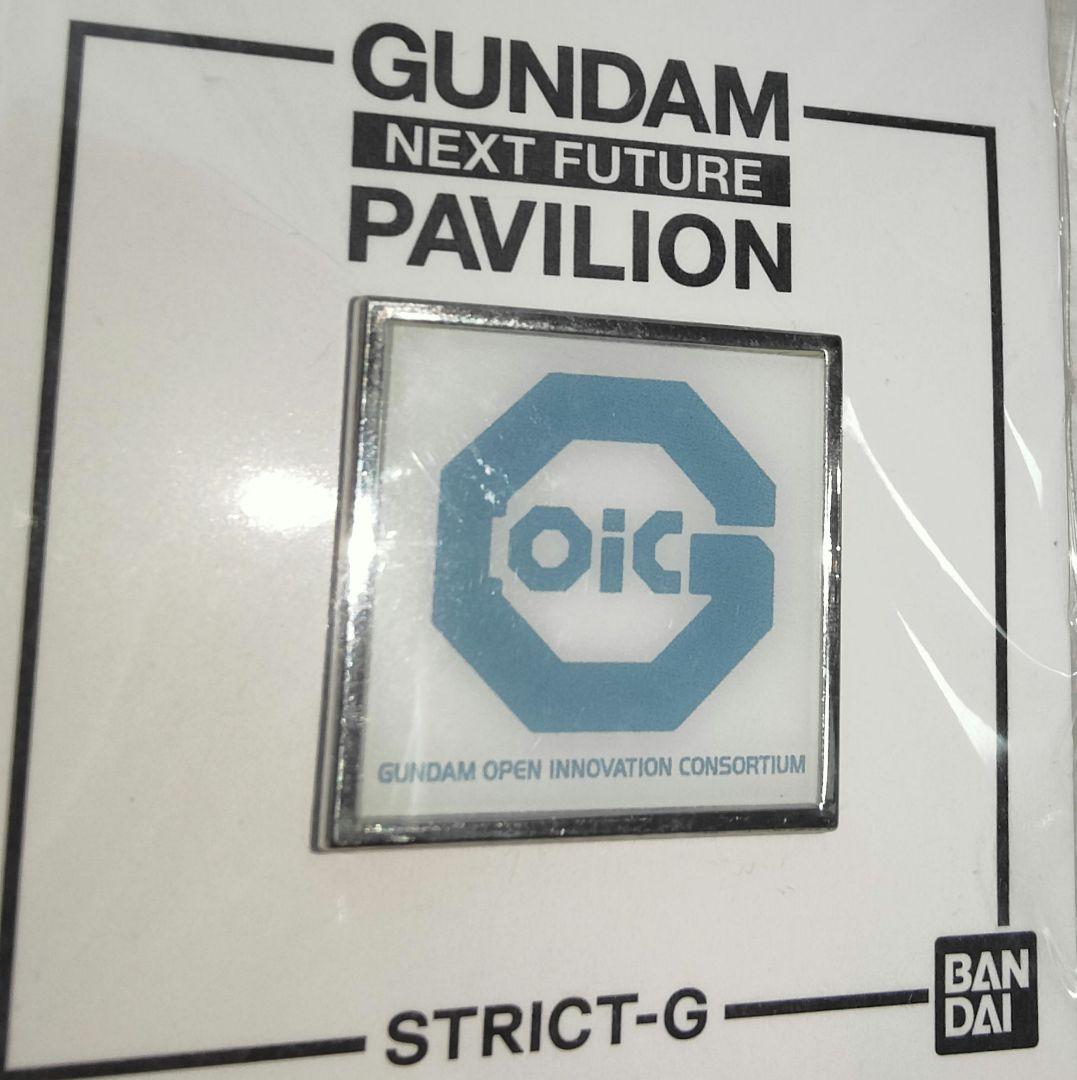 GUNDAM
NEXT FUTURE
PAVILION
G
OiC
GUNDAM OPEN INNOVATION CONSORTIUM
STRICT-G
BAN
DAI